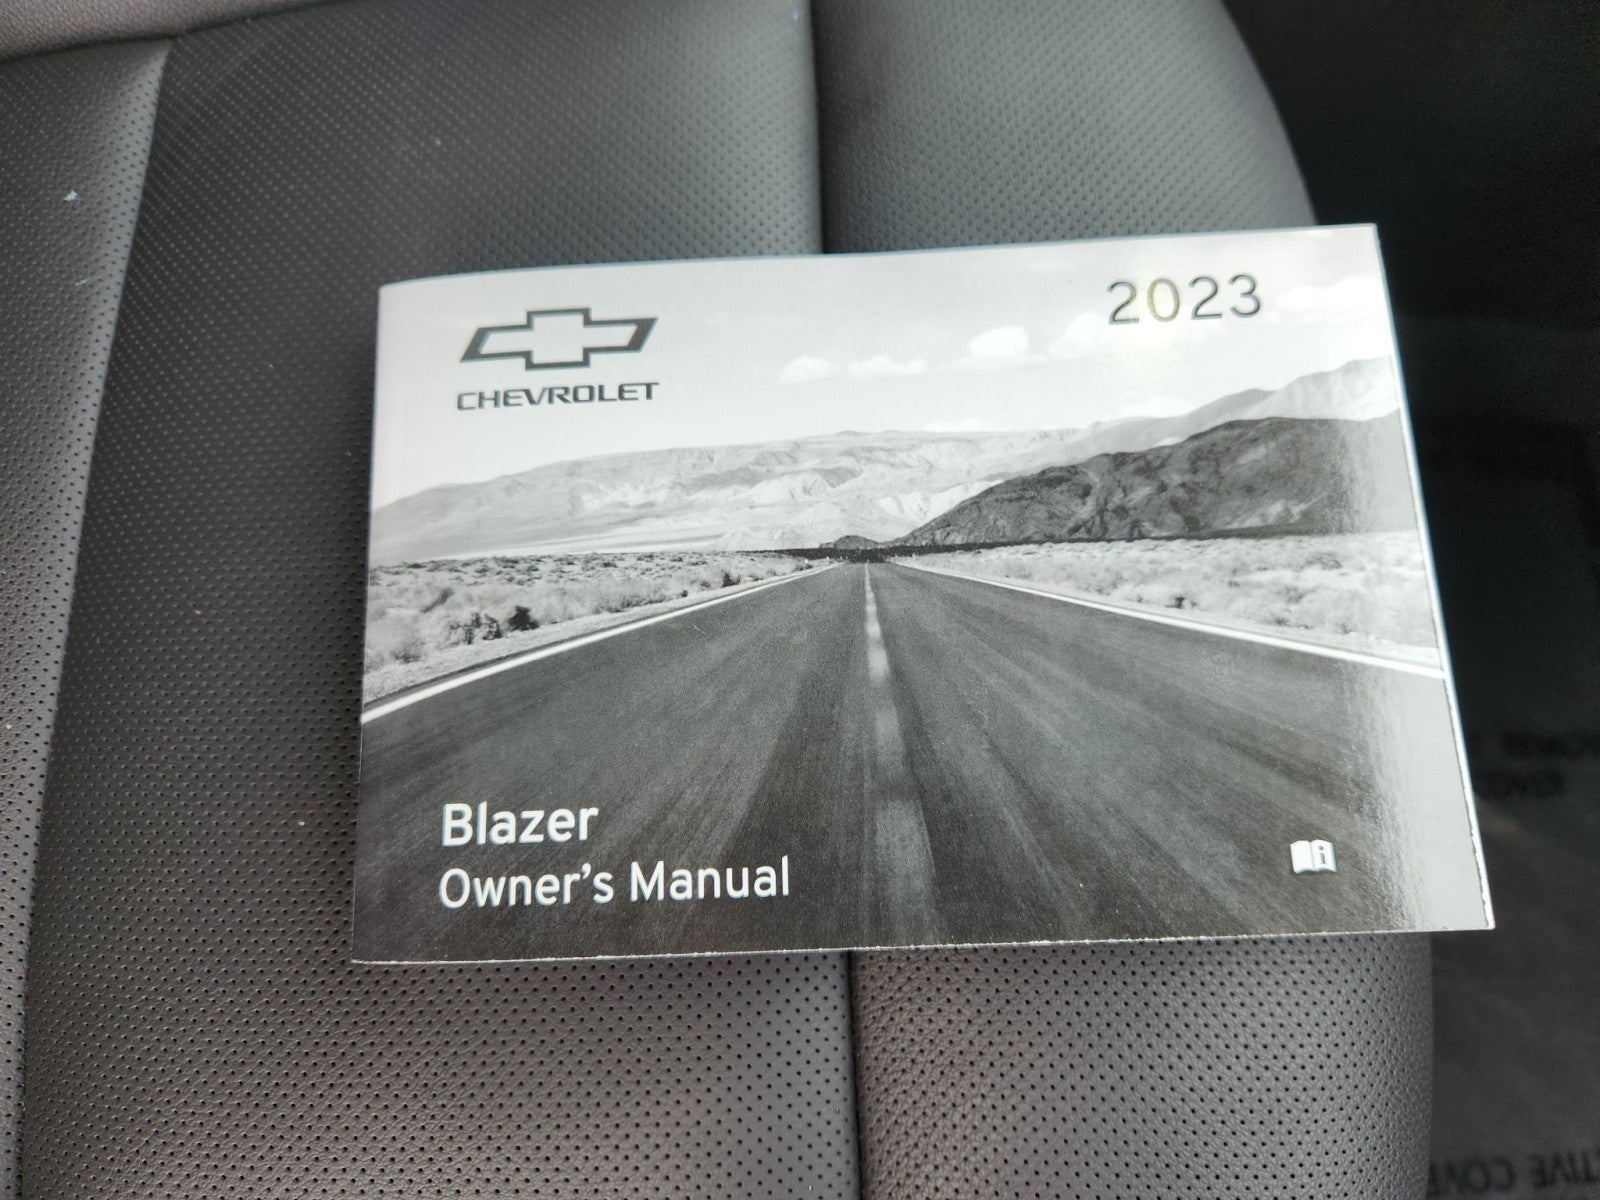 2023
CHEVROLET
Blazer
Owner's Manual